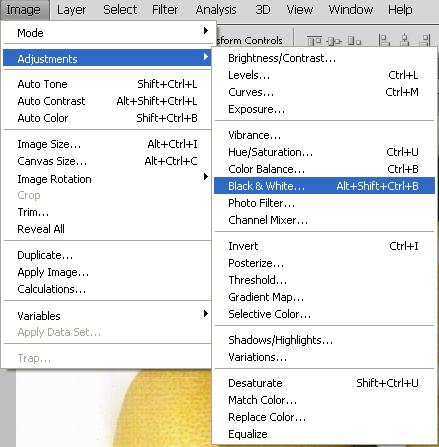 Image Layer Select Filter Analysis 3D View Window Help
Mode
Adjustments
Auto Tone Shift+Ctrl+L
Auto Contrast Alt+Shift+Ctrl+L
Auto Color Shift+Ctrl+B
Image Size... Alt+Ctrl+I
Canvas Size... Alt+Ctrl+C
Image Rotation
Crop
Trim...
Reveal All
Duplicate...
Apply Image...
Calculations...
Variables
Apply Data Set...
Trap...
Controls
Brightness/Contrast...
Levels... Ctrl+L
Curves... Ctrl+M
Exposure...
Vibrance...
Hue/Saturation... Ctrl+U
Color Balance... Ctrl+B
Black & White... Alt+Shift+Ctrl+B
Photo Filter...
Channel Mixer...
Invert Ctrl+I
Posterize...
Threshold...
Gradient Map...
Selective Color...
Shadows/Highlights...
Variations...
Desaturate Shift+Ctrl+U
Match Color...
Replace Color...
Equalize